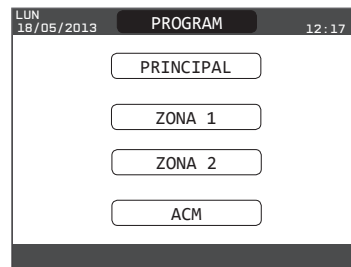 LUN
18/05/2013
PROGRAM
12:17
PRINCIPAL
ZONA 1
ZONA 2
ACM